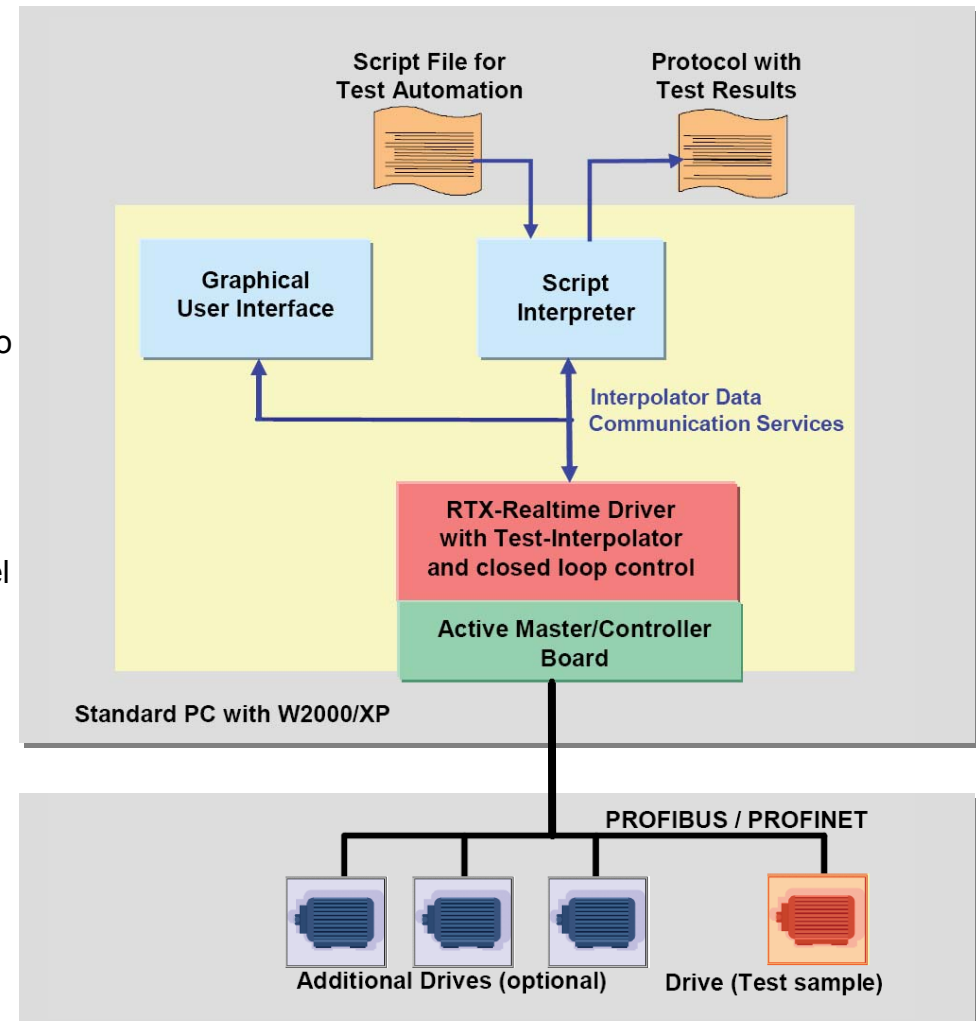 Script File for
Test Automation
Protocol with
Test Results
Graphical
User Interface
Script
Interpreter
o
Interpolator Data
Communication Services
RTX-Realtime Driver
with Test-Interpolator
and closed loop control
el
Active Master/Controller
Board
Standard PC with W2000/XP
PROFIBUS / PROFINET
Additional Drives (optional)
Drive (Test sample)